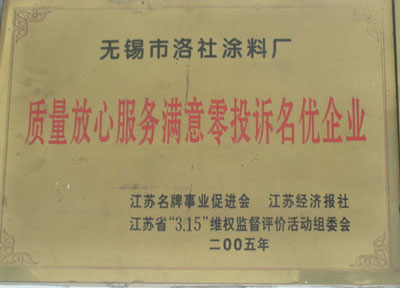 无锡市洛社涂料厂
质量放心服务满意零投诉名优企业
江苏名牌事业促进会 江苏经济报社
江苏省“3.15”维权监督评价活动组委会
二00五年